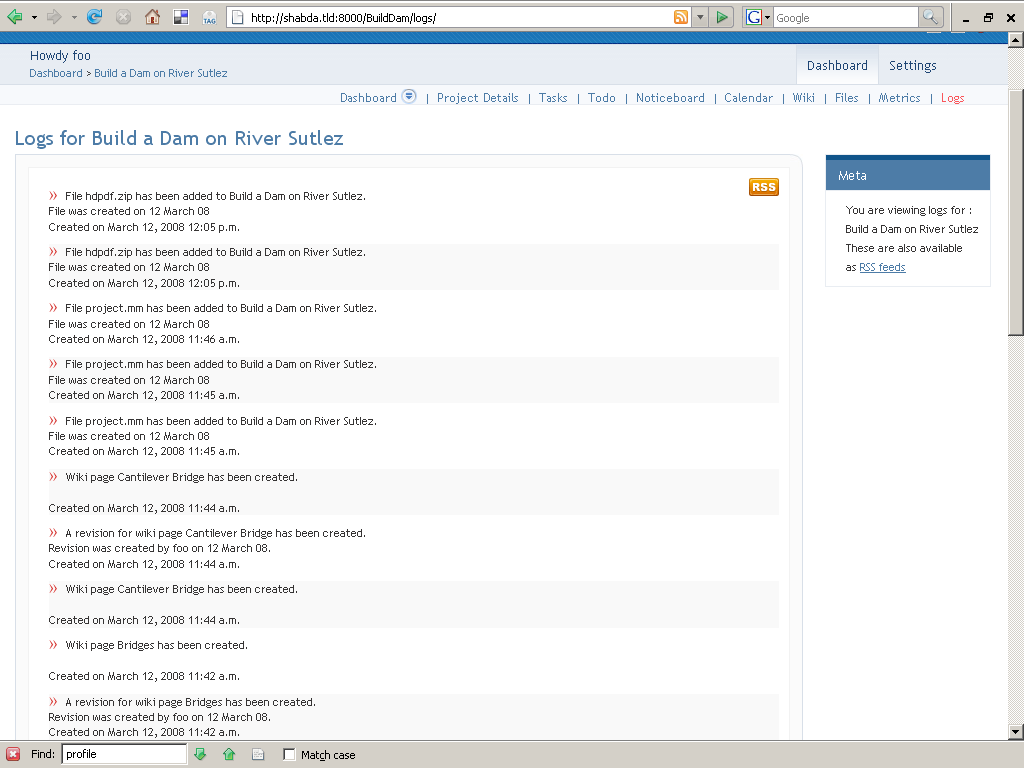 TAG
http://shabda.tld:8000/BuildDam/logs/
G
Google
Howdy foo
Dashboard > Build a Dam on River Sutlez
Dashboard
Settings
Dashboard | Project Details | Tasks | Todo | Noticeboard | Calendar | Wiki | Files | Metrics | Logs
Logs for Build a Dam on River Sutlez
RSS
» File hdpdf.zip has been added to Build a Dam on River Sutlez.
File was created on 12 March 08
Created on March 12, 2008 12:05 p.m.
» File hdpdf.zip has been added to Build a Dam on River Sutlez.
File was created on 12 March 08
Created on March 12, 2008 12:05 p.m.
» File project.mm has been added to Build a Dam on River Sutlez.
File was created on 12 March 08
Created on March 12, 2008 11:46 a.m.
» File project.mm has been added to Build a Dam on River Sutlez.
File was created on 12 March 08
Created on March 12, 2008 11:45 a.m.
» File project.mm has been added to Build a Dam on River Sutlez.
File was created on 12 March 08
Created on March 12, 2008 11:45 a.m.
» Wiki page Cantilever Bridge has been created.
Created on March 12, 2008 11:44 a.m.
» A revision for wiki page Cantilever Bridge has been created.
Revision was created by foo on 12 March 08.
Created on March 12, 2008 11:44 a.m.
» Wiki page Cantilever Bridge has been created.
Created on March 12, 2008 11:44 a.m.
» Wiki page Bridges has been created.
Created on March 12, 2008 11:42 a.m.
» A revision for wiki page Bridges has been created.
Revision was created by foo on 12 March 08.
Created on March 12, 2008 11:42 a.m.
Meta
You are viewing logs for :
Build a Dam on River Sutlez
These are also available
as RSS feeds
Find: profile
Match case